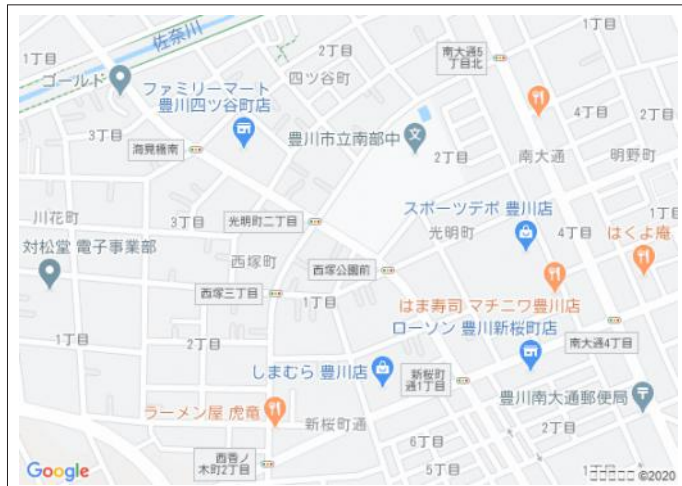 佐奈川
1丁目
2丁目
南大通5
丁目北
ゴールド
四ツ谷町
ファミリーマート
豊川四ツ谷町店
4丁目
2丁目
3丁目
海見橋南
豊川市立南部中
2丁目
南大通
明野町
川花町
3丁目
光明町二丁目
スポーツデポ 豊川店
光明町
1丁目
4丁目
はくよ庵
対松堂 電子事業部
西塚町
西塚公園前
西塚三丁目
1丁目
はま寿司 マチニワ豊川店
ローソン 豊川新桜町店
1丁目
2丁目
南大通4丁目
しまむら 豊川店
新桜町
通1丁目
豊川南大通郵便局
ラーメン屋 虎竜
新桜町通
2丁目
6丁目
西香ノ
木町2丁目
5丁目
1丁目
Google
©2020